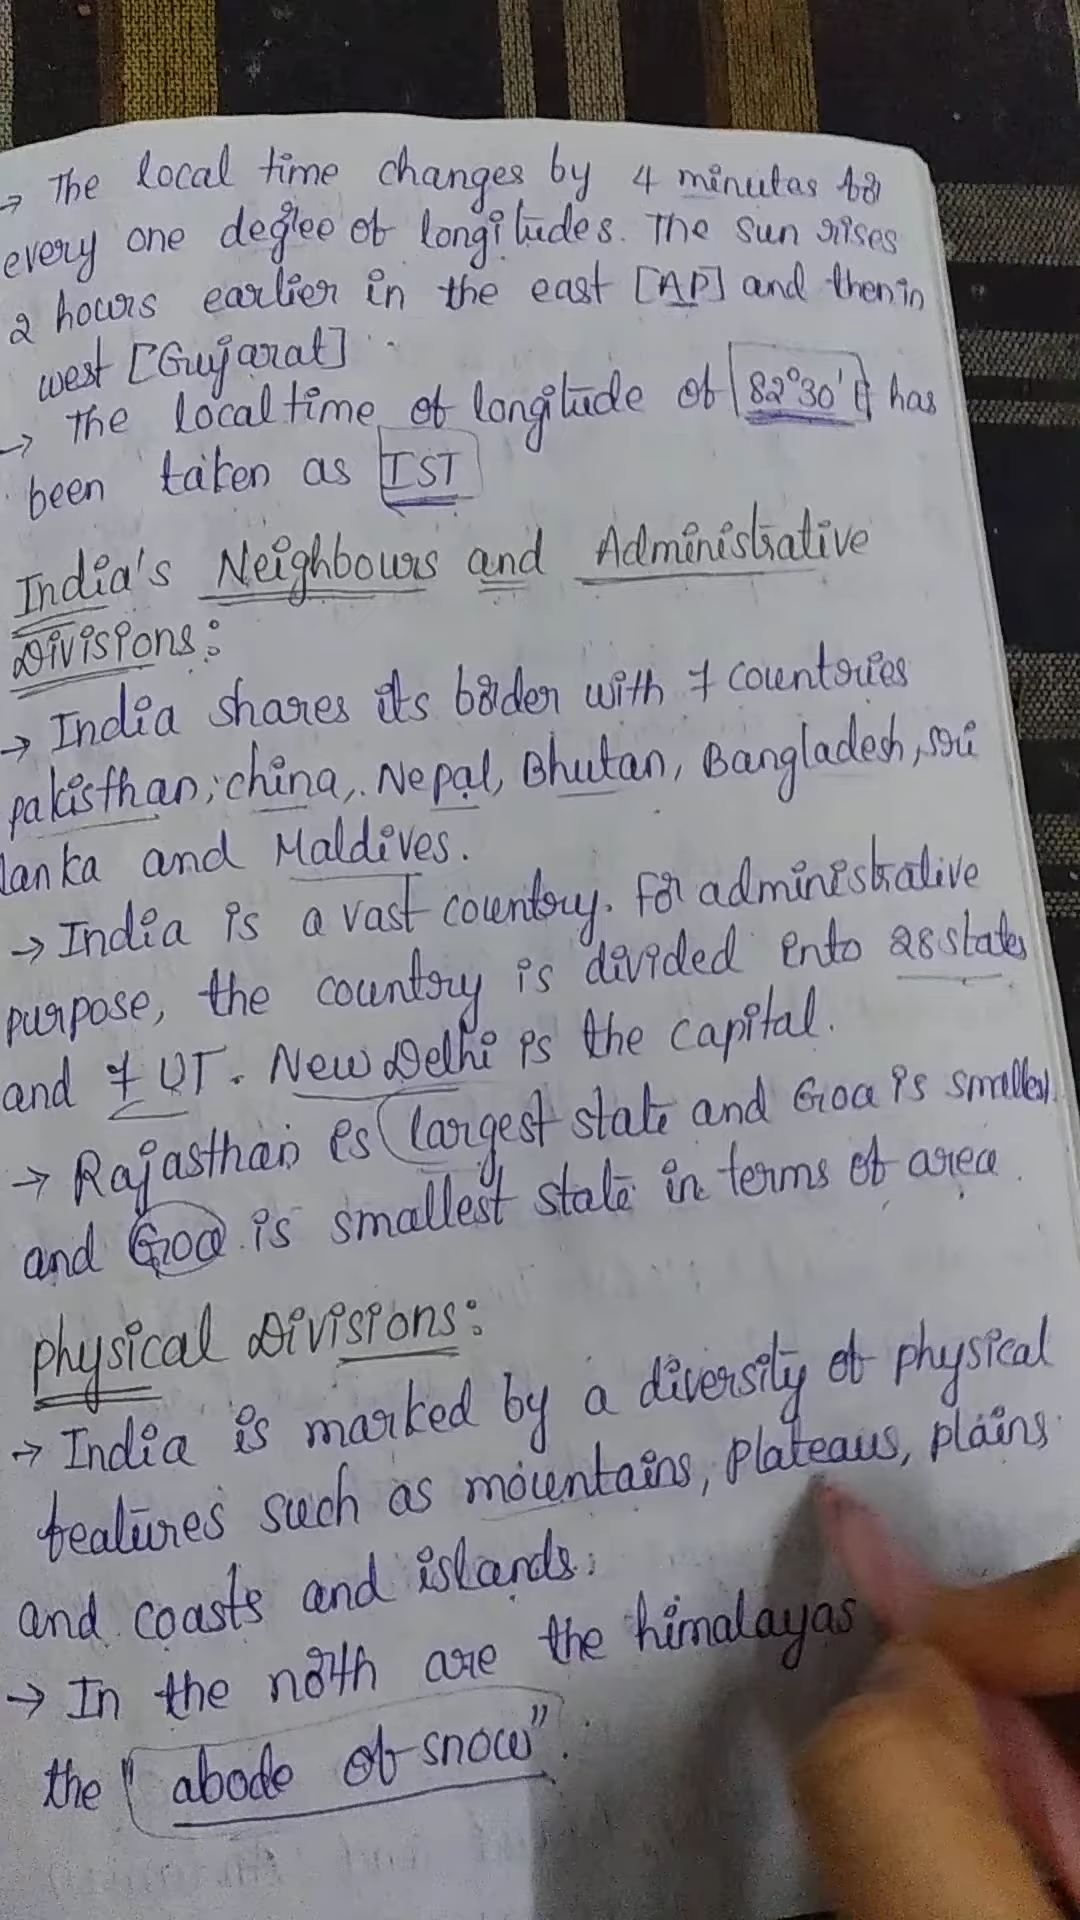 → The local time changes by 4 minutes for
every one degree of longitudes. The sun rises
2 hours earlier in the east [AP] and then in
west [Gujarat].
→ The local time of longitude of 82°30'E has
been taken as IST
India's Neighbours and Administrative
Divisions:
→ India shares its border with 7 countries
pakisthan, china, Nepal, Bhutan, Bangladesh, sri
lanka and Maldives.
→ India is a vast country. For administrative
purpose, the country is divided into 28 states
and 7 UT. New Delhi is the capital.
→ Rajasthan is largest state and Goa is smallest
and Goa is smallest state in terms of area
physical Divisions:
→ India is marked by a diversity of physical
features such as mountains, plateaus, plains
and coasts and islands.
→ In the north are the himalayas
the "abode of snow".